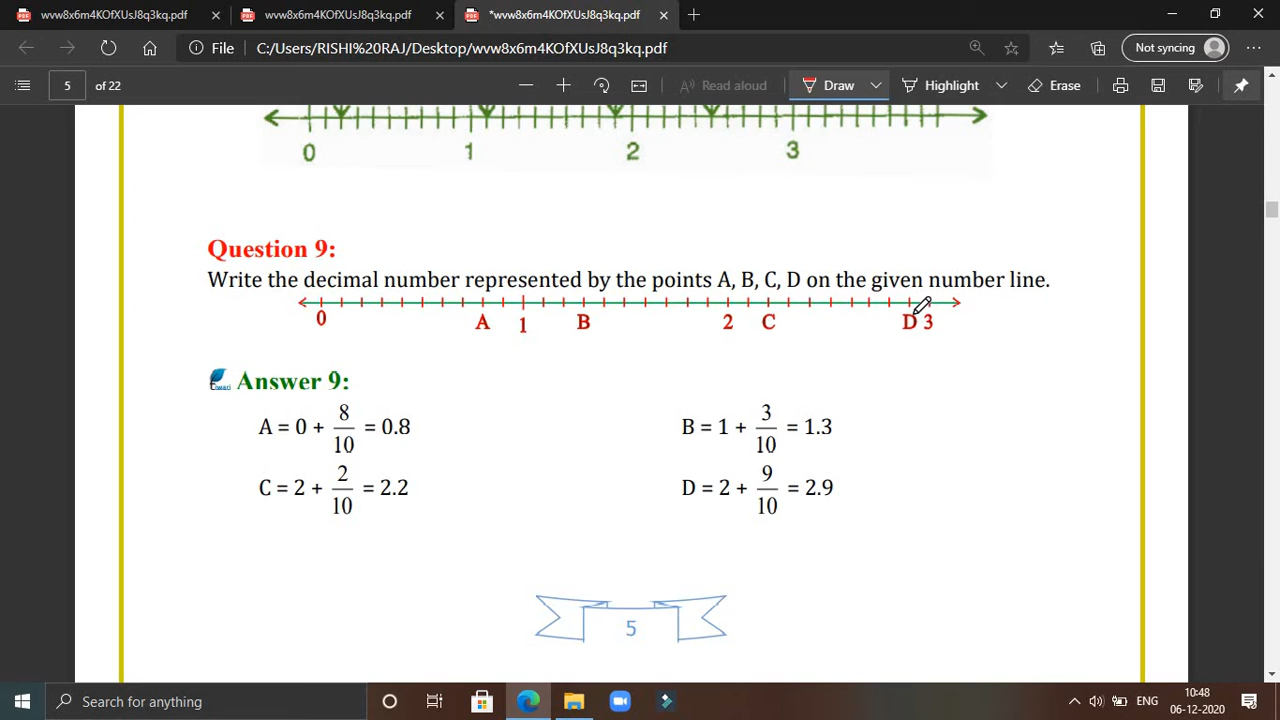 wvw8x6m4KOfXUsJ8q3kq.pdf
wvw8x6m4KOfXUsJ8q3kq.pdf
*wvw8x6m4KOfXUsJ8q3kq.pdf
File C:/Users/RISHI%20RAJ/Desktop/wvw8x6m4KOfXUsJ8q3kq.pdf Not syncing
5 of 22 Read aloud Draw Highlight Erase
0 1 2 3
Question 9:
Write the decimal number represented by the points A, B, C, D on the given number line.
0 A 1 B 2 C D 3
Answer 9:
A = 0 + 8/10 = 0.8 B = 1 + 3/10 = 1.3
C = 2 + 2/10 = 2.2 D = 2 + 9/10 = 2.9
5
Search for anything
ENG
10:48
06-12-2020